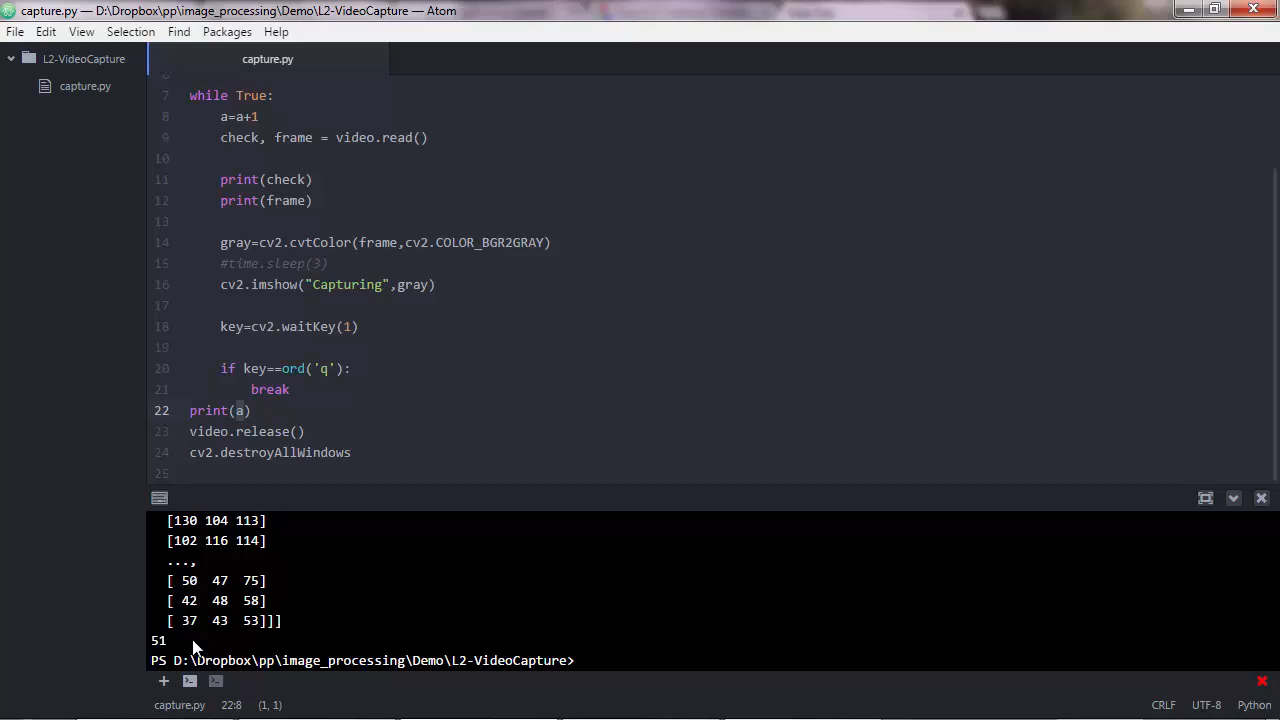 capture.py — D:\Dropbox\pp\image_processing\Demo\L2-VideoCapture — Atom
File Edit View Selection Find Packages Help
L2-VideoCapture
capture.py
capture.py
6
7 while True:
8 a=a+1
9 check, frame = video.read()
10
11 print(check)
12 print(frame)
13
14 gray=cv2.cvtColor(frame,cv2.COLOR_BGR2GRAY)
15 #time.sleep(3)
16 cv2.imshow("Capturing",gray)
17
18 key=cv2.waitKey(1)
19
20 if key==ord('q'):
21 break
22 print(a)
23 video.release()
24 cv2.destroyAllWindows
25
[130 104 113]
[102 116 114]
...,
[ 50 47 75]
[ 42 48 58]
[ 37 43 53]]]
51
PS D:\Dropbox\pp\image_processing\Demo\L2-VideoCapture>
capture.py 22:8 (1, 1) CRLF UTF-8 Python